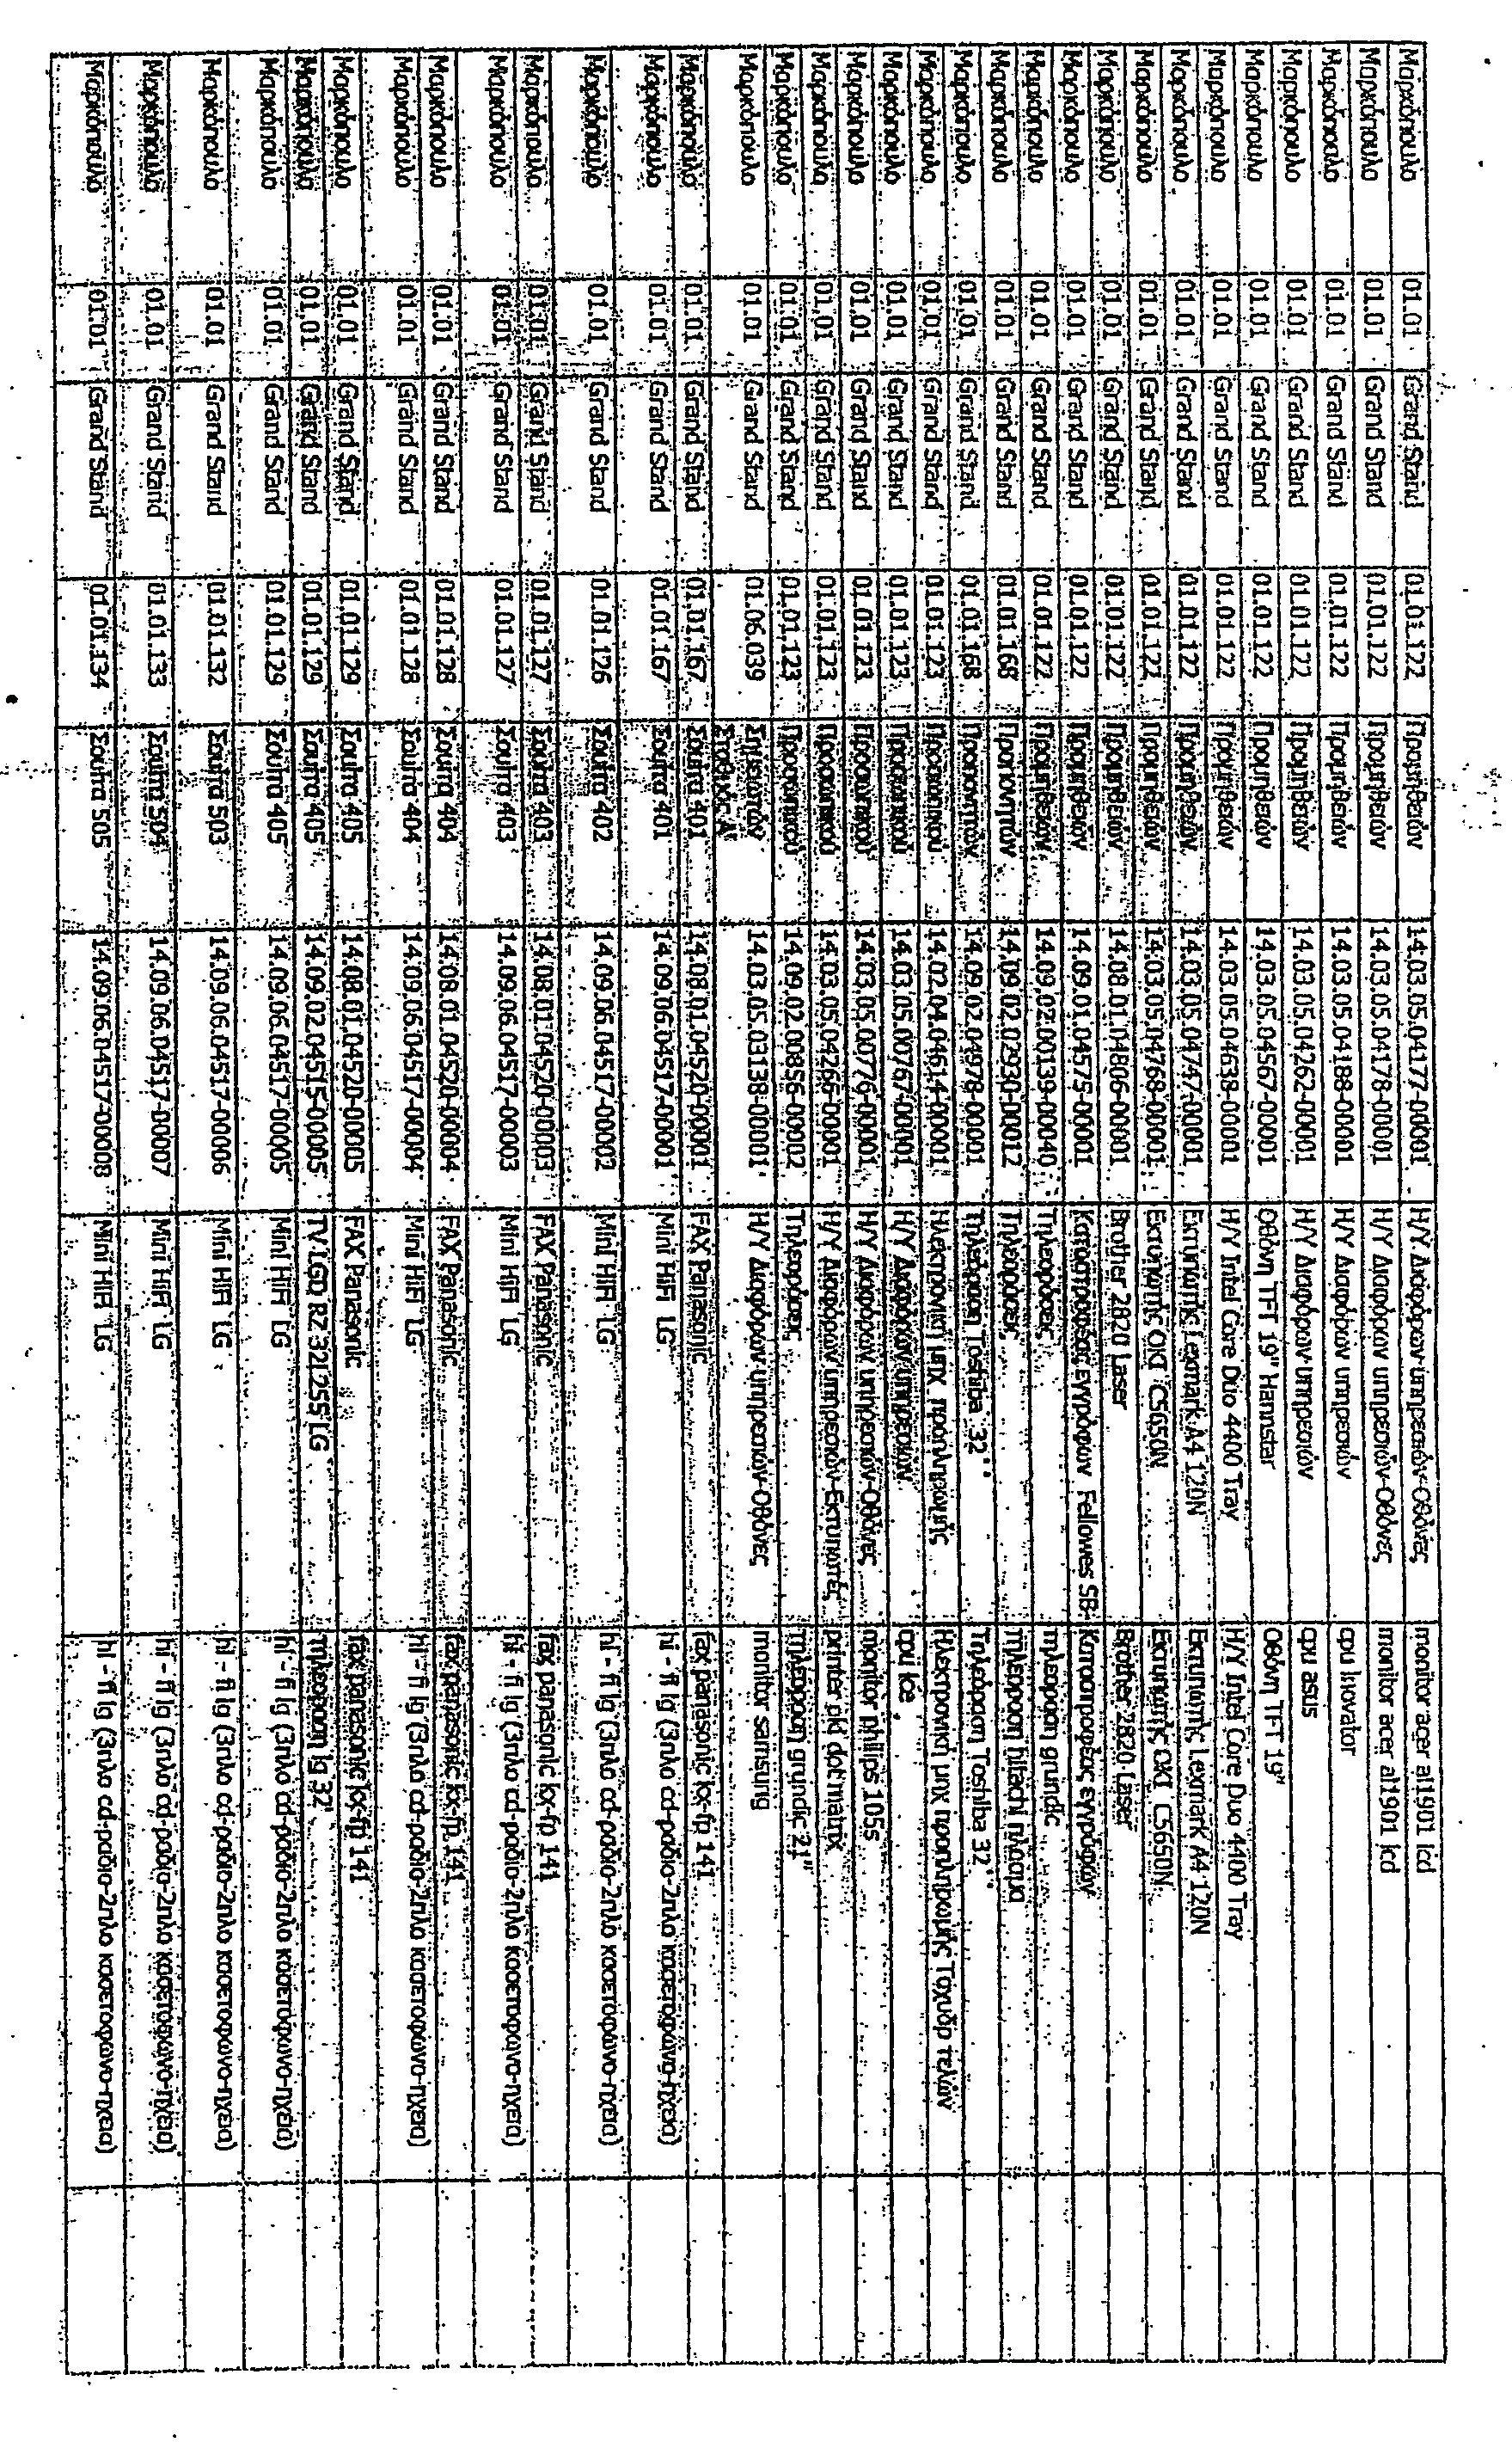 Μαρκόπουλο 01.01 Grand Stand 01.01.122 Προμηθειών 14.03.05.04177-00001 Η/Υ Διαφόρων υπηρεσιών-Οθόνες monitor acer al1901 lcd
Μαρκόπουλο 01.01 Grand Stand 01.01.122 Προμηθειών 14.03.05.04178-00001 Η/Υ Διαφόρων υπηρεσιών-Οθόνες monitor acer al1901 lcd
Μαρκόπουλο 01.01 Grand Stand 01.01.122 Προμηθειών 14.03.05.04188-00001 Η/Υ Διαφόρων υπηρεσιών cpu innovator
Μαρκόπουλο 01.01 Grand Stand 01.01.122 Προμηθειών 14.03.05.04262-00001 Η/Υ Διαφόρων υπηρεσιών cpu asus
Μαρκόπουλο 01.01 Grand Stand 01.01.122 Προμηθειών 14.03.05.04567-00001 Οθόνη TFT 19" Hannstar Οθόνη TFT 19"
Μαρκόπουλο 01.01 Grand Stand 01.01.122 Προμηθειών 14.03.05.04638-00001 Η/Υ Intel Core Duo 4400 Tray Η/Υ Intel Core Duo 4400 Tray
Μαρκόπουλο 01.01 Grand Stand 01.01.122 Προμηθειών 14.03.05.04747-00001 Εκτυπωτής Lexmark A4 120N Εκτυπωτής Lexmark A4 120N
Μαρκόπουλο 01.01 Grand Stand 01.01.122 Προμηθειών 14.03.05.04768-00001 Εκτυπωτής OKI C5650N Εκτυπωτής OKI C5650N
Μαρκόπουλο 01.01 Grand Stand 01.01.122 Προμηθειών 14.08.01.04806-00001 Brother 2820 Laser Brother 2820 Laser
Μαρκόπουλο 01.01 Grand Stand 01.01.122 Προμηθειών 14.09.01.04575-00001 Καταστροφέας εγγράφων Fellowes SB- Καταστροφέας εγγράφων
Μαρκόπουλο 01.01 Grand Stand 01.01.122 Προμηθειών 14.09.02.00139-00040 Τηλεοράσεις τηλεοραση grundic
Μαρκόπουλο 01.01 Grand Stand 01.01.168 Προπονητών 14.09.02.02930-00012 Τηλεοράσεις τηλεοραση hitachi πλασμα
Μαρκόπουλο 01.01 Grand Stand 01.01.168 Προπονητών 14.09.02.04978-00001 Τηλεόραση Toshiba 32'' Τηλεόραση Toshiba 32''
Μαρκόπουλο 01.01 Grand Stand 01.01.123 Προσωπικού 14.02.04.04614-00001 Ηλεκτρονική μηχ προπληρωμής Ηλεκτρονική μηχ προπληρωμής Ταχυδρ τελών
Μαρκόπουλο 01.01 Grand Stand 01.01.123 Προσωπικού 14.03.05.00767-00001 Η/Υ Διαφόρων υπηρεσιών cpu kóe
Μαρκόπουλο 01.01 Grand Stand 01.01.123 Προσωπικού 14.03.05.00776-00001 Η/Υ Διαφόρων υπηρεσιών-Οθόνες monitor philips 105s
Μαρκόπουλο 01.01 Grand Stand 01.01.123 Προσωπικού 14.03.05.04266-00001 Η/Υ Διαφόρων υπηρεσιών-Εκτυπωτές printer oki dot matrix
Μαρκόπουλο 01.01 Grand Stand 01.01.123 Προσωπικού 14.09.02.00856-00002 Τηλεοράσεις τηλεοραση grundic 21"
Μαρκόπουλο 01.01 Grand Stand 01.06.039 Σημειωτών Σταθμός Α' 14.03.05.03138-00001 Η/Υ Διαφόρων υπηρεσιών-Οθόνες monitor samsung
Μαρκόπουλο 01.01 Grand Stand 01.01.167 Σουίτα 401 14.08.01.04520-00001 FAX Panasonic fax panasonic kx-fp 141
Μαρκόπουλο 01.01 Grand Stand 01.01.167 Σουίτα 401 14.09.06.04517-00001 Mini HiFi LG hi - fi lg (3πλο cd-ραδιο-2πλο κασετοφωνο-ηχεια)
Μαρκόπουλο 01.01 Grand Stand 01.01.126 Σουίτα 402 14.09.06.04517-00002 Mini HiFi LG hi - fi lg (3πλο cd-ραδιο-2πλο κασετοφωνο-ηχεια)
Μαρκόπουλο 01.01 Grand Stand 01.01.127 Σουίτα 403 14.08.01.04520-00003 FAX Panasonic fax panasonic kx-fp 141
Μαρκόπουλο 01.01 Grand Stand 01.01.127 Σουίτα 403 14.09.06.04517-00003 Mini HiFi LG hi - fi lg (3πλο cd-ραδιο-2πλο κασετοφωνο-ηχεια)
Μαρκόπουλο 01.01 Grand Stand 01.01.128 Σουίτα 404 14.08.01.04520-00004 FAX Panasonic fax panasonic kx-fp 141
Μαρκόπουλο 01.01 Grand Stand 01.01.128 Σουίτα 404 14.09.06.04517-00004 Mini HiFi LG hi - fi lg (3πλο cd-ραδιο-2πλο κασετοφωνο-ηχεια)
Μαρκόπουλο 01.01 Grand Stand 01.01.129 Σουίτα 405 14.08.01.04520-00005 FAX Panasonic fax panasonic kx-fp 141
Μαρκόπουλο 01.01 Grand Stand 01.01.129 Σουίτα 405 14.09.02.04515-00005 TV LCD RZ 32LZ55 LG τηλεοραση lg 32"
Μαρκόπουλο 01.01 Grand Stand 01.01.129 Σουίτα 405 14.09.06.04517-00005 Mini HiFi LG hi - fi lg (3πλο cd-ραδιο-2πλο κασετοφωνο-ηχεια)
Μαρκόπουλο 01.01 Grand Stand 01.01.132 Σουίτα 503 14.09.06.04517-00006 Mini HiFi LG hi - fi lg (3πλο cd-ραδιο-2πλο κασετοφωνο-ηχεια)
Μαρκόπουλο 01.01 Grand Stand 01.01.133 Σουίτα 504 14.09.06.04517-00007 Mini HiFi LG hi - fi lg (3πλο cd-ραδιο-2πλο κασετοφωνο-ηχεια)
Μαρκόπουλο 01.01 Grand Stand 01.01.134 Σουίτα 505 14.09.06.04517-00008 Mini HiFi LG hi - fi lg (3πλο cd-ραδιο-2πλο κασετοφωνο-ηχεια)